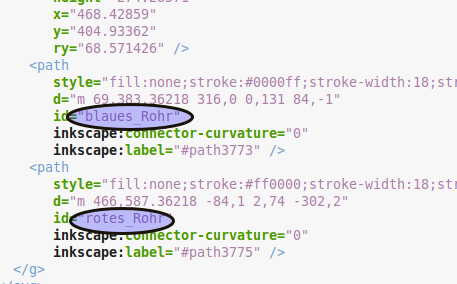 height="274.28571"
x="468.42859"
y="404.93362"
ry="68.571426" />
<path
style="fill:none;stroke:#0000ff;stroke-width:18;str
d="m 69,383.36218 316,0 0,131 84,-1"
id="blaues_Rohr"
inkscape:connector-curvature="0"
inkscape:label="#path3773" />
<path
style="fill:none;stroke:#ff0000;stroke-width:18;str
d="m 466,587.36218 -84,1 2,74 -302,2"
id="rotes_Rohr"
inkscape:connector-curvature="0"
inkscape:label="#path3775" />
</g>